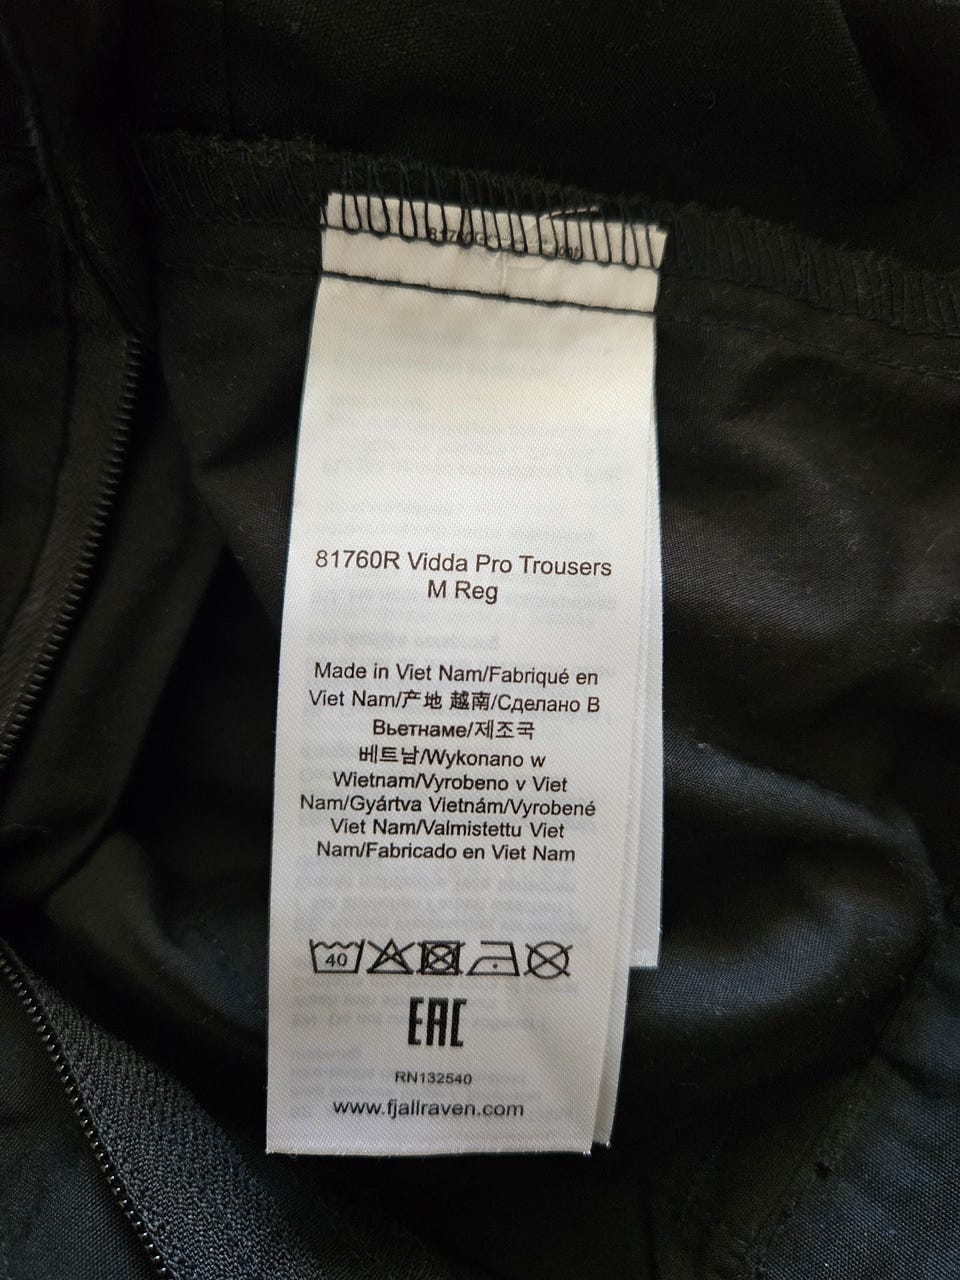 81760R Vidda Pro Trousers
M Reg
Made in Viet Nam/Fabriqué en
Viet Nam/产地 越南/Сделано В
Вьетнаме/제조국
베트남/Wykonano w
Wietnam/Vyrobeno v Viet
Nam/Gyártva Vietnám/Vyrobené
Viet Nam/Valmistettu Viet
Nam/Fabricado en Viet Nam
40
EAC
RN132540
www.fjallraven.com